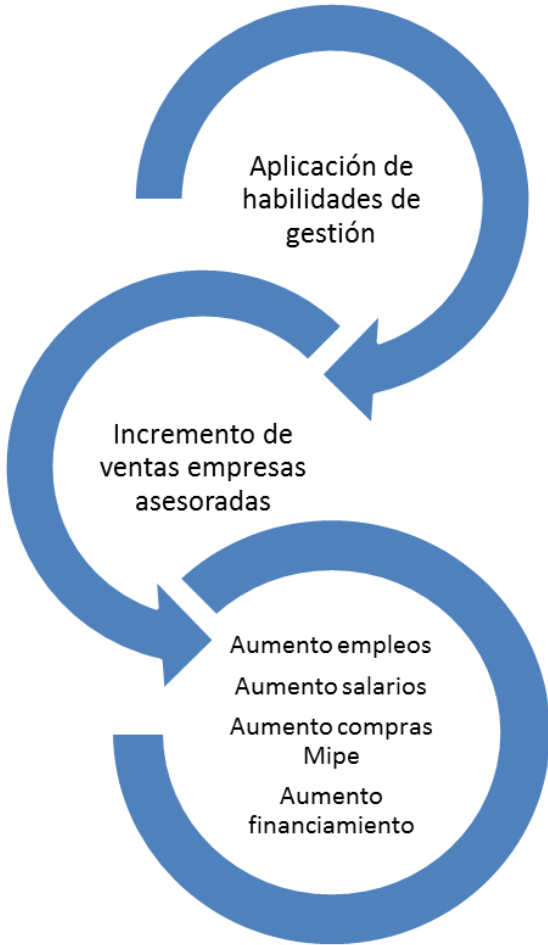 Aplicación de
habilidades de
gestión
Incremento de
ventas empresas
asesoradas
Aumento empleos
Aumento salarios
Aumento compras
Mipe
Aumento
financiamiento